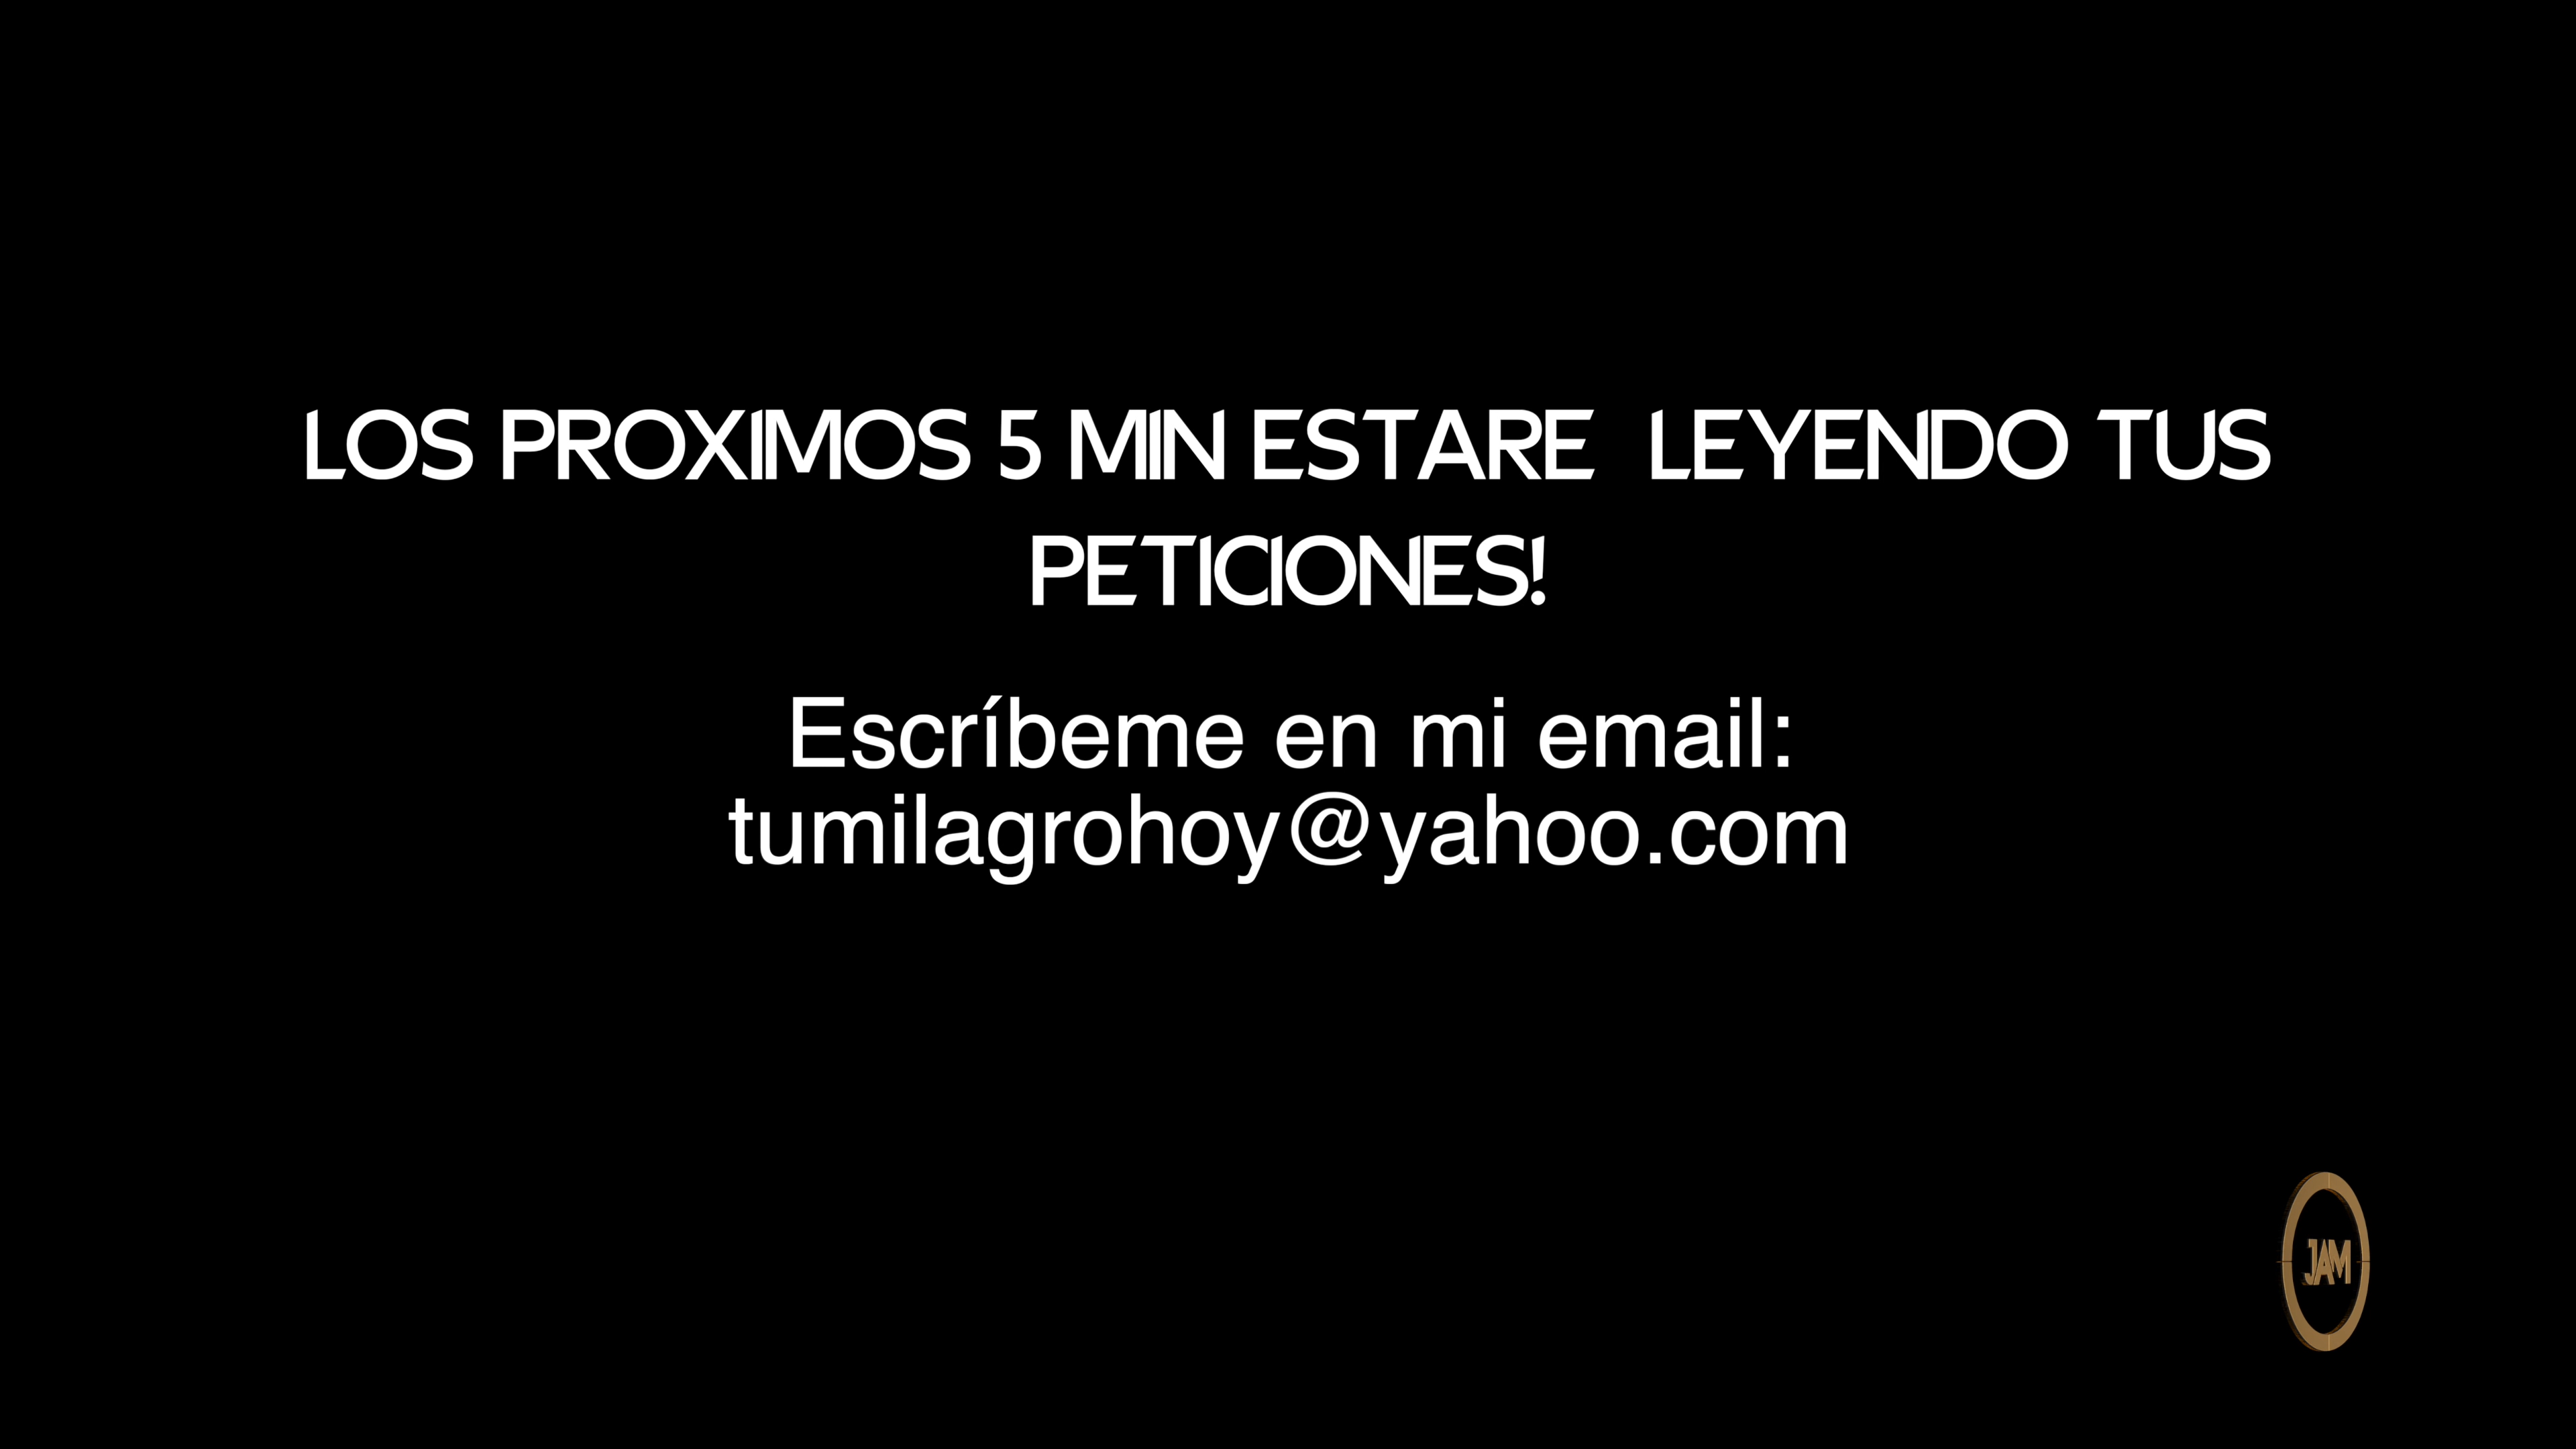 LOS PROXIMOS 5 MIN ESTARE LEYENDO TUS
PETICIONES!
Escríbeme en mi email:
tumilagrohoy@yahoo.com
JAM